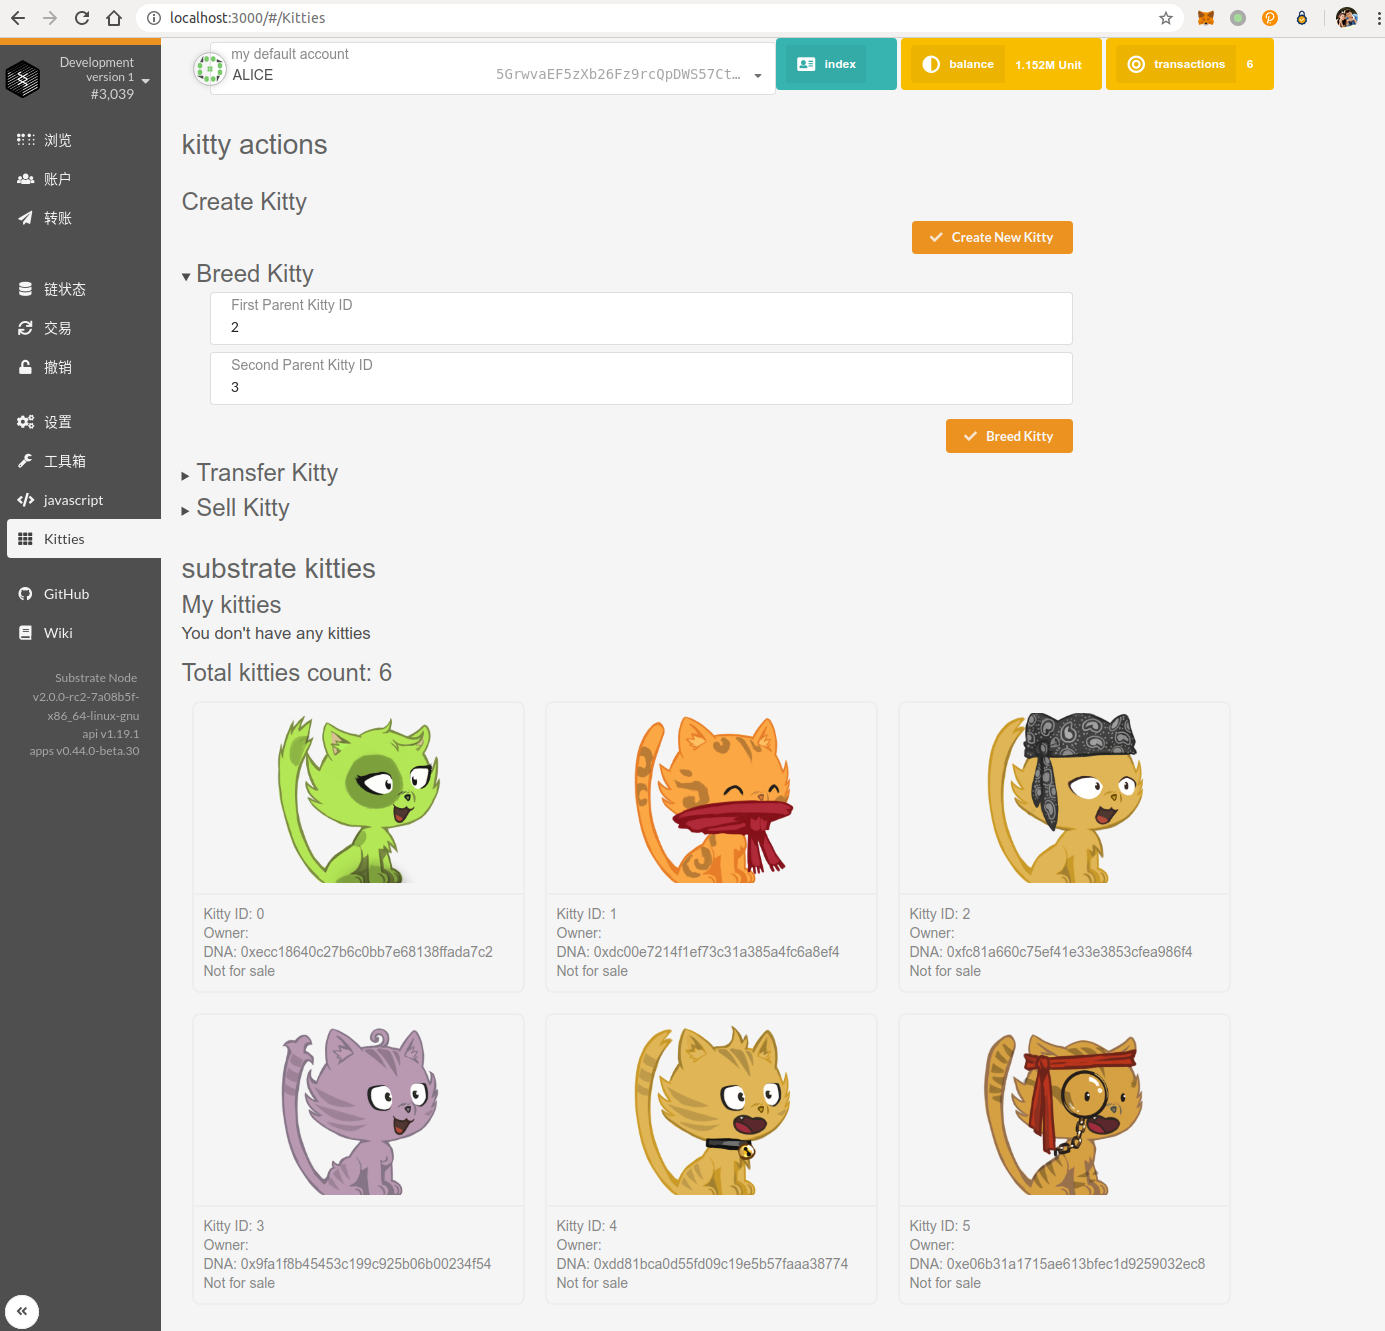 localhost:3000/#/Kitties
Development
version 1
#3,039
浏览
账户
转账
链状态
交易
撤销
设置
工具箱
javascript
Kitties
GitHub
Wiki
Substrate Node
v2.0.0-rc2-7a08b5f-
x86_64-linux-gnu
api v1.19.1
apps v0.44.0-beta.30
my default account
ALICE 5GrwvaEF5zXb26Fz9rcQpDWS57Ct…
index
balance 1.152M Unit
transactions 6
kitty actions
Create Kitty
Create New Kitty
Breed Kitty
First Parent Kitty ID
2
Second Parent Kitty ID
3
Breed Kitty
Transfer Kitty
Sell Kitty
substrate kitties
My kitties
You don't have any kitties
Total kitties count: 6
Kitty ID: 0
Owner:
DNA: 0xecc18640c27b6c0bb7e68138ffada7c2
Not for sale
Kitty ID: 1
Owner:
DNA: 0xdc00e7214f1ef73c31a385a4fc6a8ef4
Not for sale
Kitty ID: 2
Owner:
DNA: 0xfc81a660c75ef41e33e3853cfea986f4
Not for sale
Kitty ID: 3
Owner:
DNA: 0x9fa1f8b45453c199c925b06b00234f54
Not for sale
Kitty ID: 4
Owner:
DNA: 0xdd81bca0d55fd09c19e5b57faaa38774
Not for sale
Kitty ID: 5
Owner:
DNA: 0xe06b31a1715ae613bfec1d9259032ec8
Not for sale